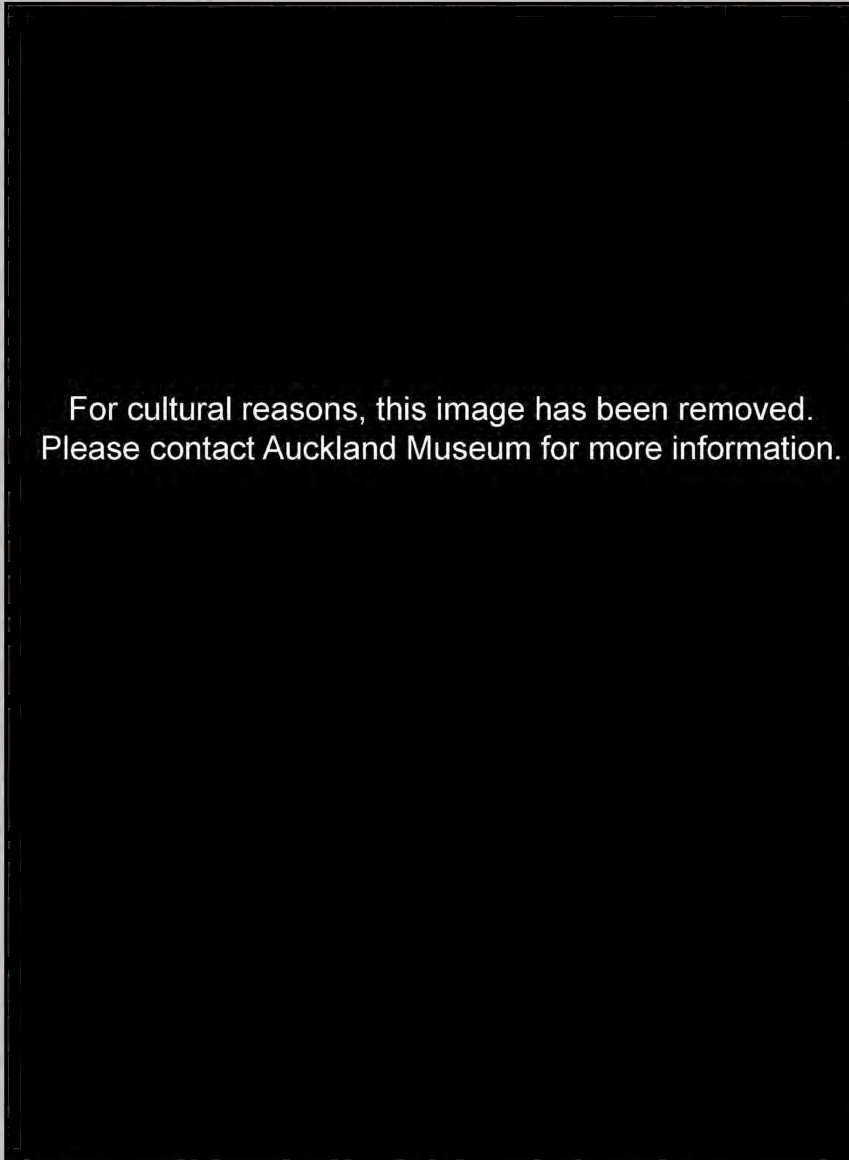 For cultural reasons, this image has been removed.
Please contact Auckland Museum for more information.